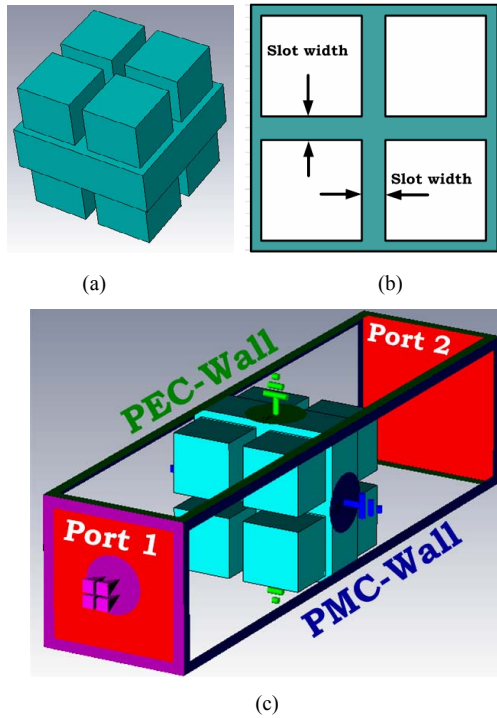 Slot width
Slot width
(a)
(b)
PEC-Wall
Port 2
Port 1
PMC-Wall
(c)